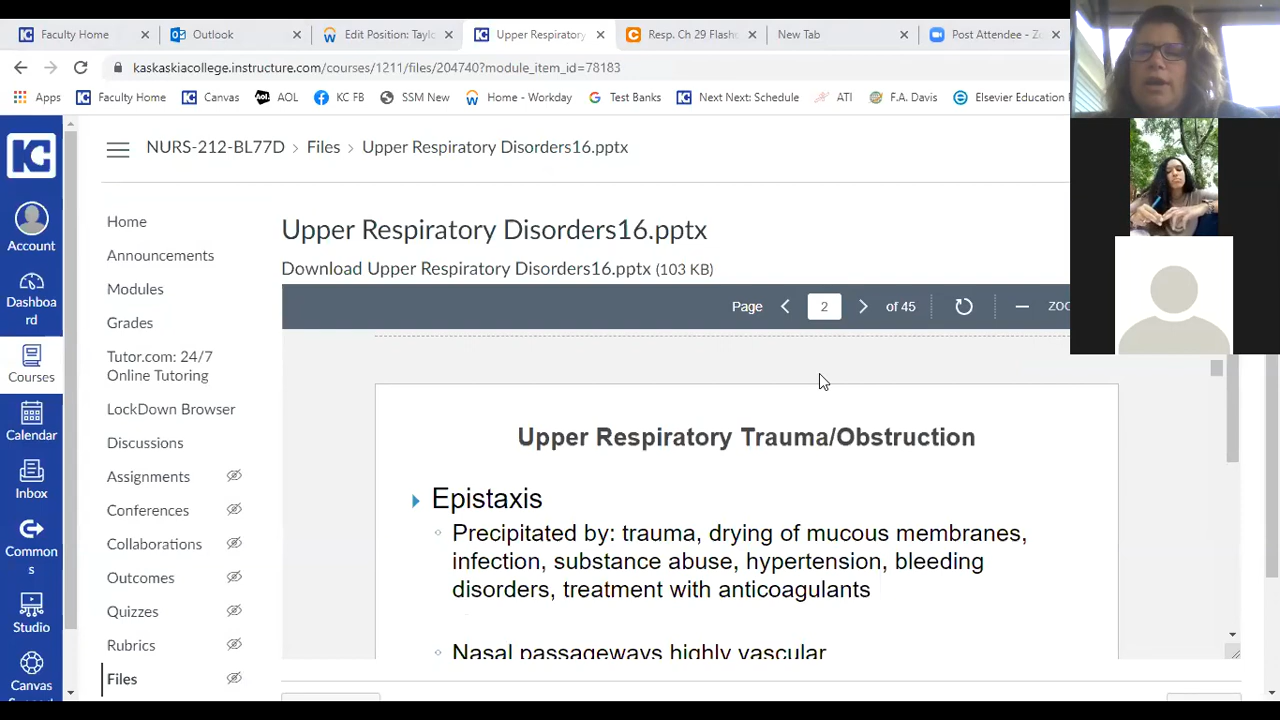 Faculty Home
Outlook
Edit Position: Taylo
Upper Respiratory
Resp. Ch 29 Flash
New Tab
Post Attendee - Zo
kaskaskiacollege.instructure.com/courses/1211/files/204740?module_item_id=78183
Apps
Faculty Home
Canvas
AOL
KC FB
SSM New
Home - Workday
Test Banks
Next Next: Schedule
ATI
F.A. Davis
Elsevier Education
KC
NURS-212-BL77D > Files > Upper Respiratory Disorders16.pptx
Account
Dashboa
rd
Courses
Calendar
Inbox
Common
s
Studio
Canvas
Home
Announcements
Modules
Grades
Tutor.com: 24/7
Online Tutoring
LockDown Browser
Discussions
Assignments
Conferences
Collaborations
Outcomes
Quizzes
Rubrics
Files
Upper Respiratory Disorders16.pptx
Download Upper Respiratory Disorders16.pptx (103 KB)
Page 2 of 45
ZOO
Upper Respiratory Trauma/Obstruction
Epistaxis
Precipitated by: trauma, drying of mucous membranes,
infection, substance abuse, hypertension, bleeding
disorders, treatment with anticoagulants
Nasal passageways highly vascular